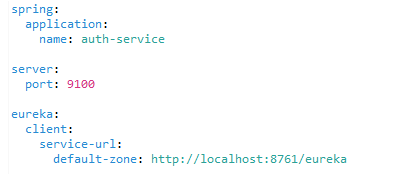 spring:
  application:
    name: auth-service

server:
  port: 9100

eureka:
  client:
    service-url:
      default-zone: http://localhost:8761/eureka